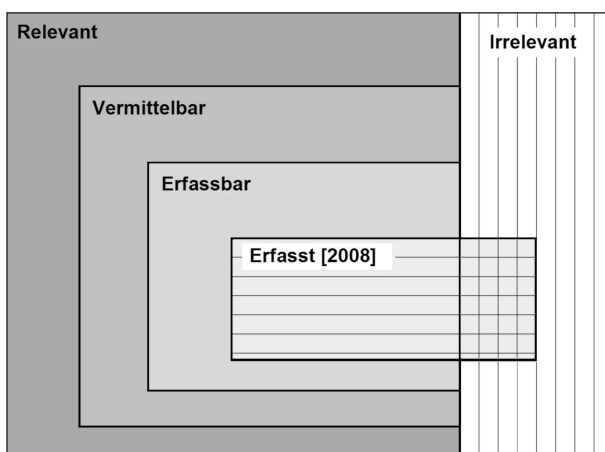 Relevant
Irrelevant
Vermittelbar
Erfassbar
Erfasst [2008]